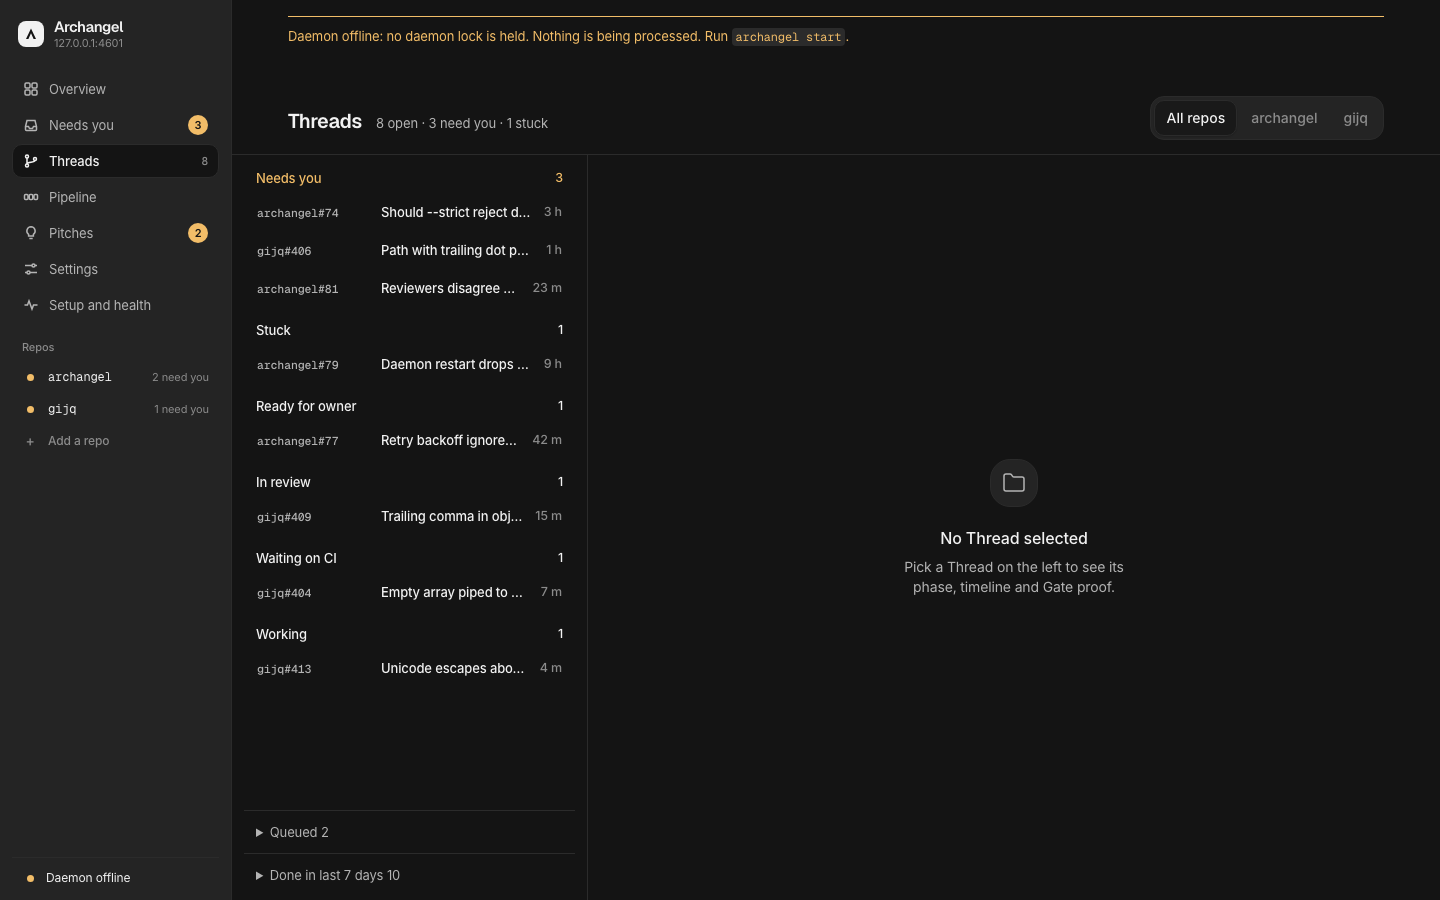 Archangel
127.0.0.1:4601
Overview
Needs you 3
Threads 8
Pipeline
Pitches 2
Settings
Setup and health
Repos
archangel 2 need you
gijq 1 need you
+ Add a repo
Daemon offline
Daemon offline: no daemon lock is held. Nothing is being processed. Run archangel start.
Threads 8 open · 3 need you · 1 stuck
All repos archangel gijq
Needs you 3
archangel#74 Should --strict reject d... 3 h
gijq#406 Path with trailing dot p... 1 h
archangel#81 Reviewers disagree ... 23 m
Stuck 1
archangel#79 Daemon restart drops ... 9 h
Ready for owner 1
archangel#77 Retry backoff ignore... 42 m
In review 1
gijq#409 Trailing comma in obj... 15 m
Waiting on CI 1
gijq#404 Empty array piped to ... 7 m
Working 1
gijq#413 Unicode escapes abo... 4 m
Queued 2
Done in last 7 days 10
No Thread selected
Pick a Thread on the left to see its
phase, timeline and Gate proof.